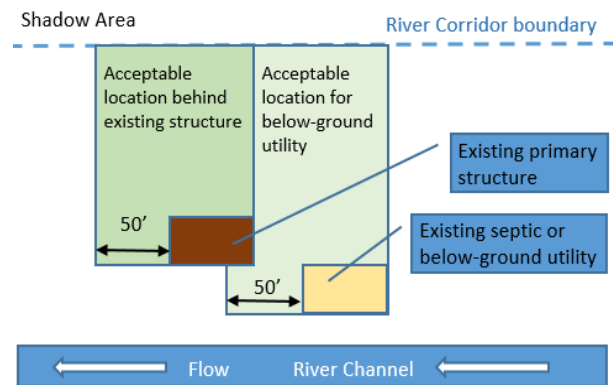 Shadow Area
River Corridor boundary
Acceptable
location behind
existing structure
Acceptable
location for
below-ground
utility
Existing primary
structure
50’
Existing septic or
below-ground utility
50’
Flow
River Channel